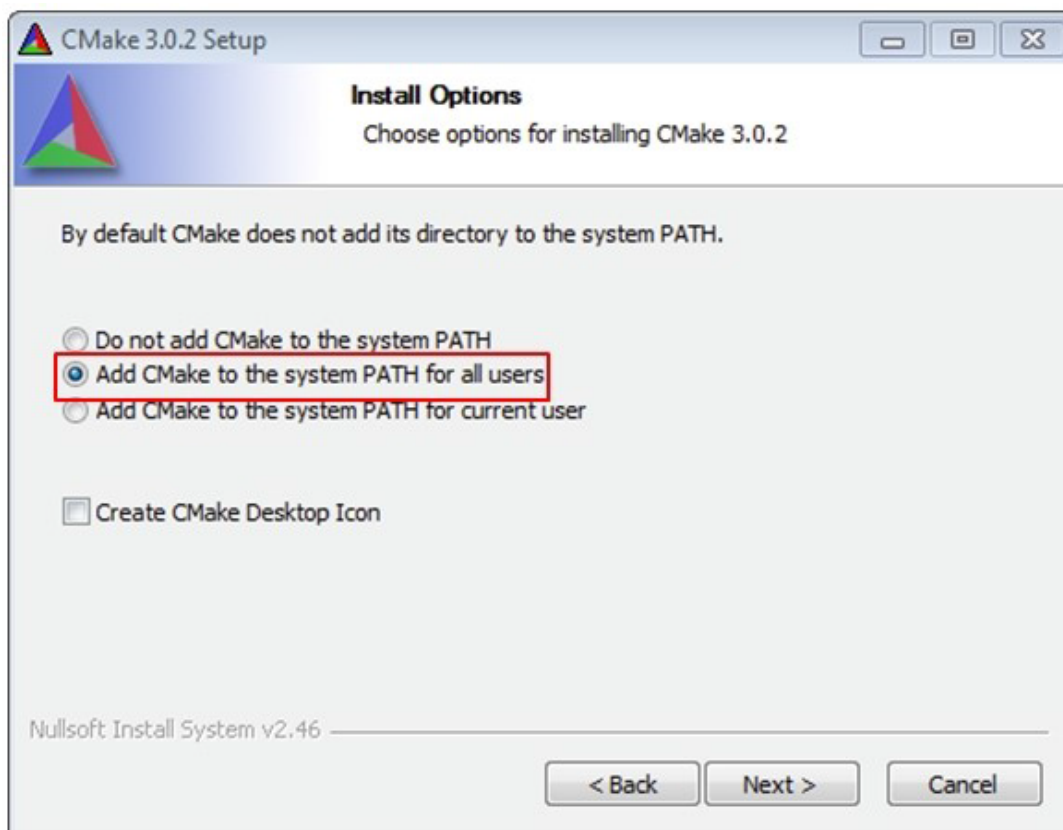 CMake 3.0.2 Setup
Install Options
Choose options for installing CMake 3.0.2
By default CMake does not add its directory to the system PATH.
Do not add CMake to the system PATH
Add CMake to the system PATH for all users
Add CMake to the system PATH for current user
Create CMake Desktop Icon
Nullsoft Install System v2.46
< Back Next > Cancel